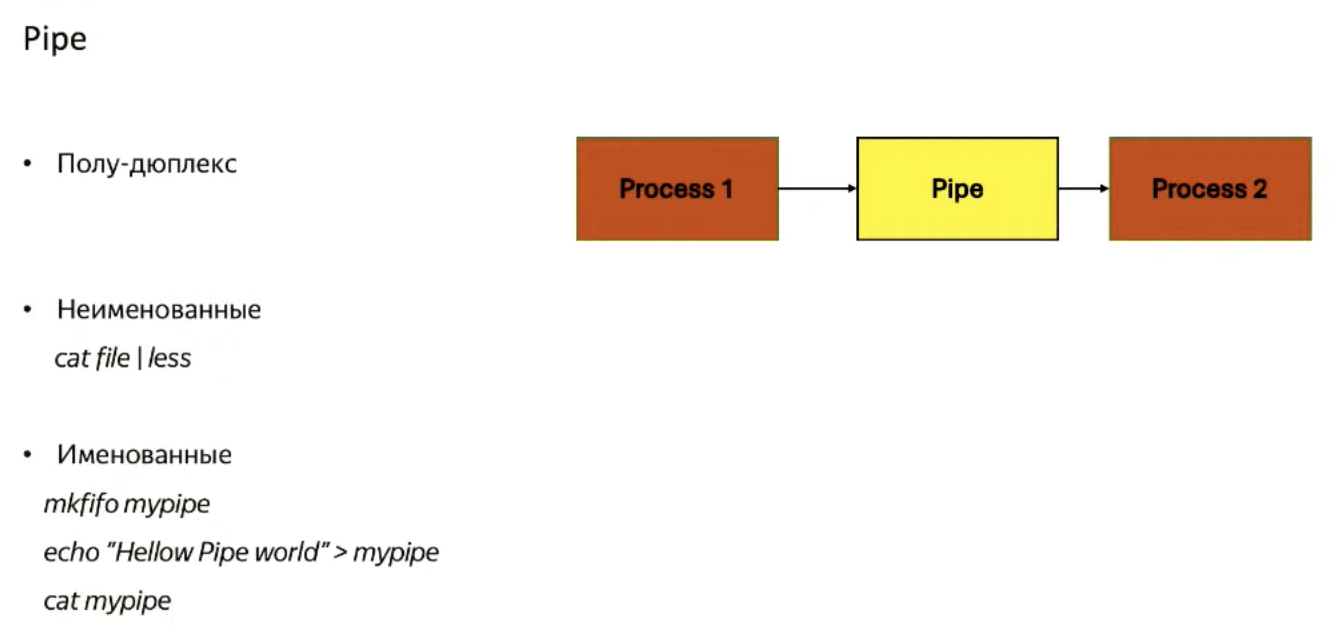 Pipe
• Полу-дюплекс
Process 1
Pipe
Process 2
• Неименованные
cat file | less
• Именованные
mkfifo mypipe
echo "Hellow Pipe world" > mypipe
cat mypipe